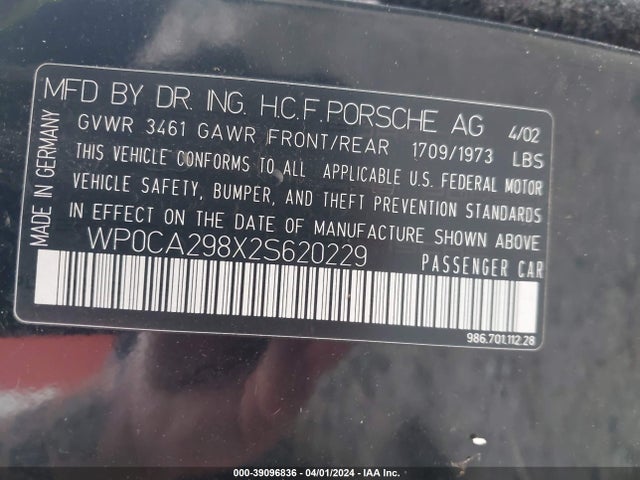 MFD BY DR. ING. H.C.F. PORSCHE AG 4/02
GVWR 3461 GAWR FRONT/REAR 1709/1973 LBS
THIS VEHICLE CONFORMS TO ALL APPLICABLE U.S. FEDERAL MOTOR
VEHICLE SAFETY, BUMPER, AND THEFT PREVENTION STANDARDS
IN EFFECT ON THE DATE OF MANUFACTURE SHOWN ABOVE
WP0CA298X2S620229 PASSENGER CAR
MADE IN GERMANY
986.701.112.28
000-39096836 - 04/01/2024 - IAA Inc.